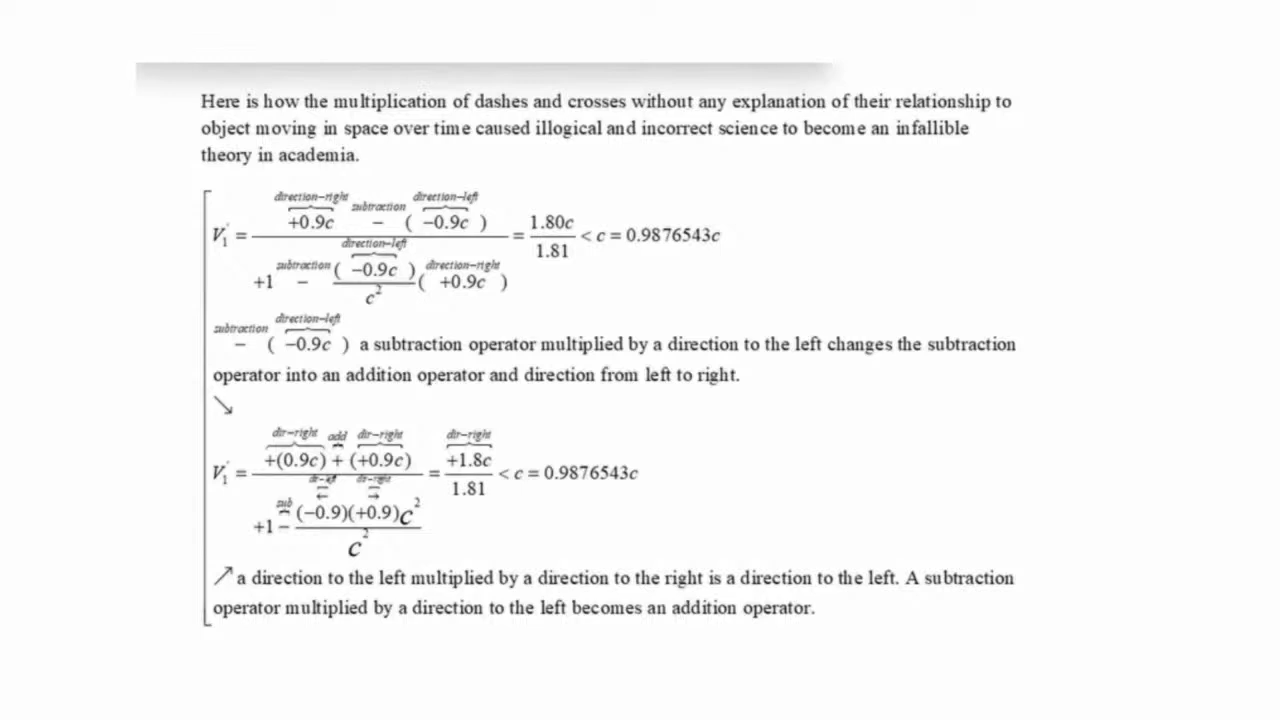 Here is how the multiplication of dashes and crosses without any explanation of their relationship to
object moving in space over time caused illogical and incorrect science to become an infallible
theory in academia.
direction−right subtraction direction−left
V₁' = +0.9c − ( −0.9c ) = 1.80c / 1.81 < c = 0.9876543c
direction−left
subtraction direction−right
+1 − ( −0.9c ) / c² ( +0.9c )
subtraction direction−left
− ( −0.9c ) a subtraction operator multiplied by a direction to the left changes the subtraction
operator into an addition operator and direction from left to right.
↘
dir−right add dir−right dir−right
V₁' = +(0.9c) + (+0.9c) = +1.8c / 1.81 < c = 0.9876543c
sub dir−left dir−right
← →
+1 − (−0.9)(+0.9)c² / c²
↗ a direction to the left multiplied by a direction to the right is a direction to the left. A subtraction
operator multiplied by a direction to the left becomes an addition operator.